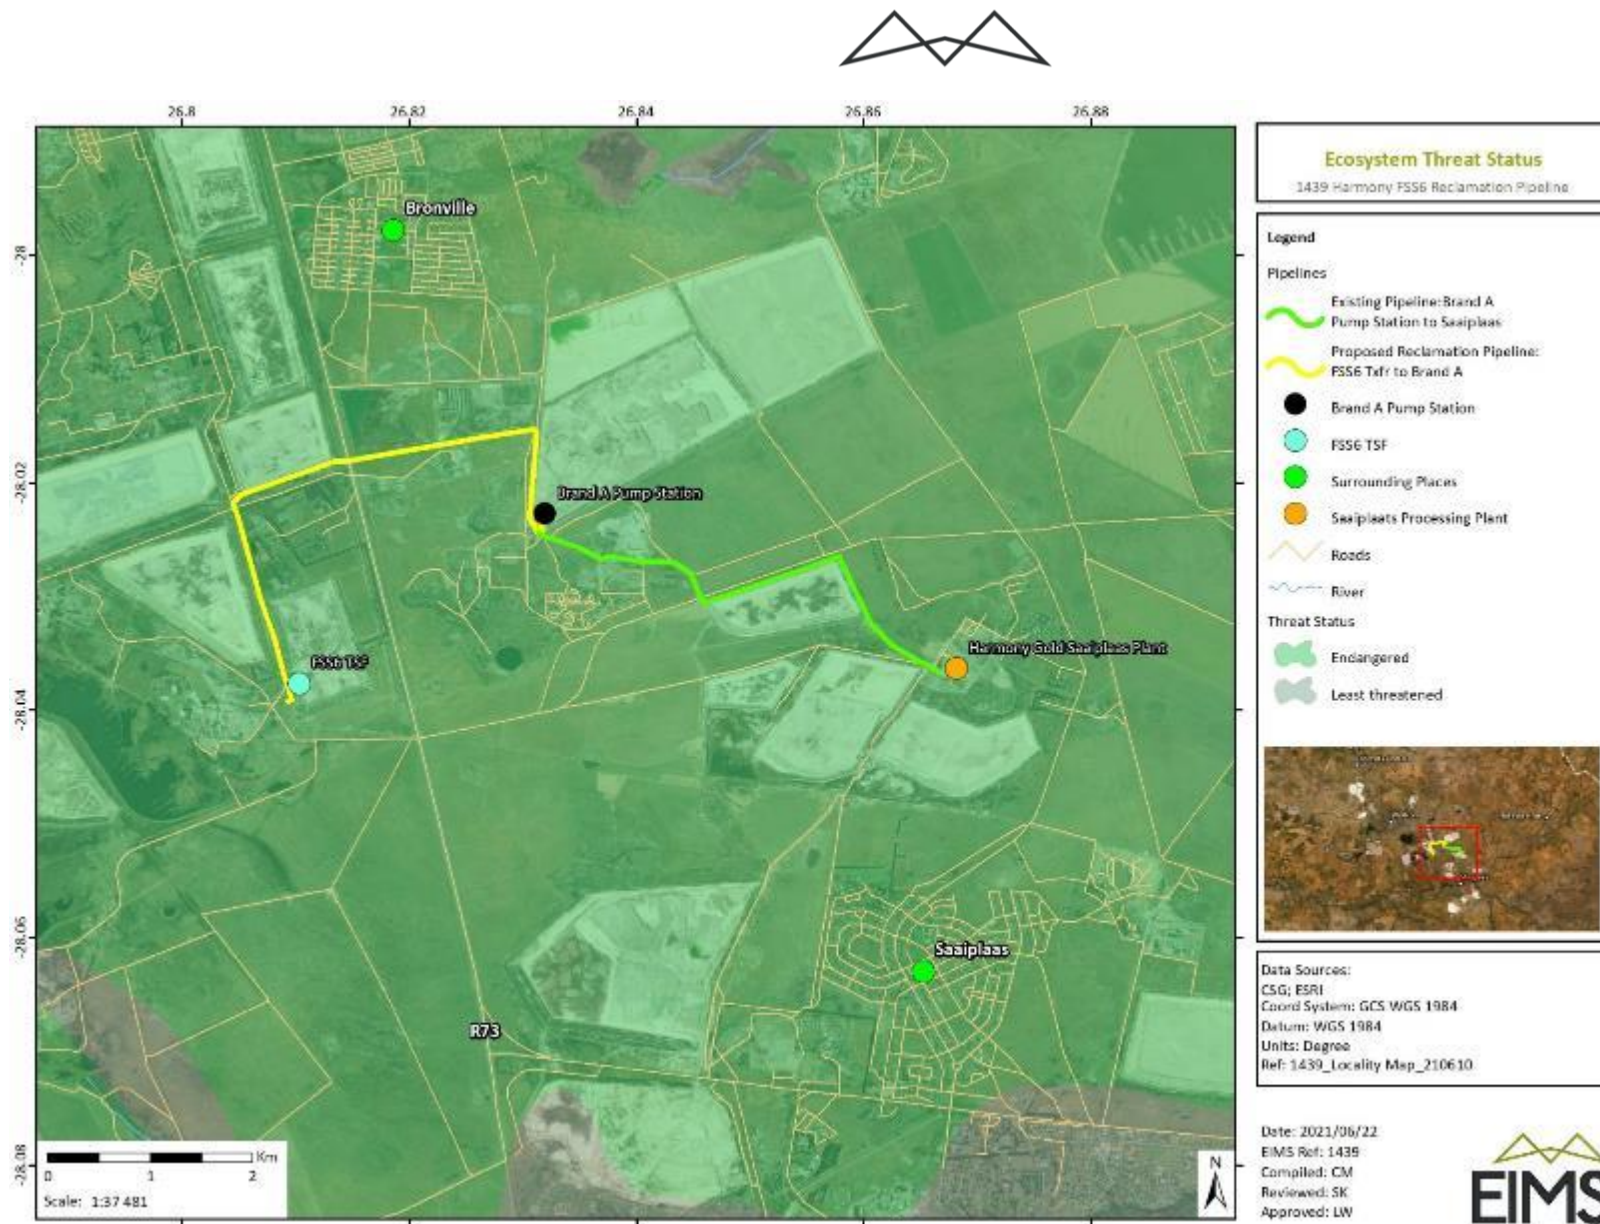 26.8
26.82
26.84
26.86
26.88
-28
-28.02
-28.04
-28.06
-28.08
Bronville
Brand A Pump Station
FSS6 TSF
Harmony Gold Saaiplaas Plant
Saaiplaas
R73
Km
0 1 2
Scale: 1:37 481
N
Ecosystem Threat Status
1439 Harmony FSS6 Reclamation Pipeline
Legend
Pipelines
Existing Pipeline:Brand A
Pump Station to Saaiplaas
Proposed Reclamation Pipeline:
FSS6 Txfr to Brand A
Brand A Pump Station
FSS6 TSF
Surrounding Places
Saaiplaats Processing Plant
Roads
River
Threat Status
Endangered
Least threatened
Data Sources:
CSG; ESRI
Coord System: GCS WGS 1984
Datum: WGS 1984
Units: Degree
Ref: 1439_Locality Map_210610
Date: 2021/06/22
EIMS Ref: 1439
Compiled: CM
Reviewed: SK
Approved: LW
EIMS